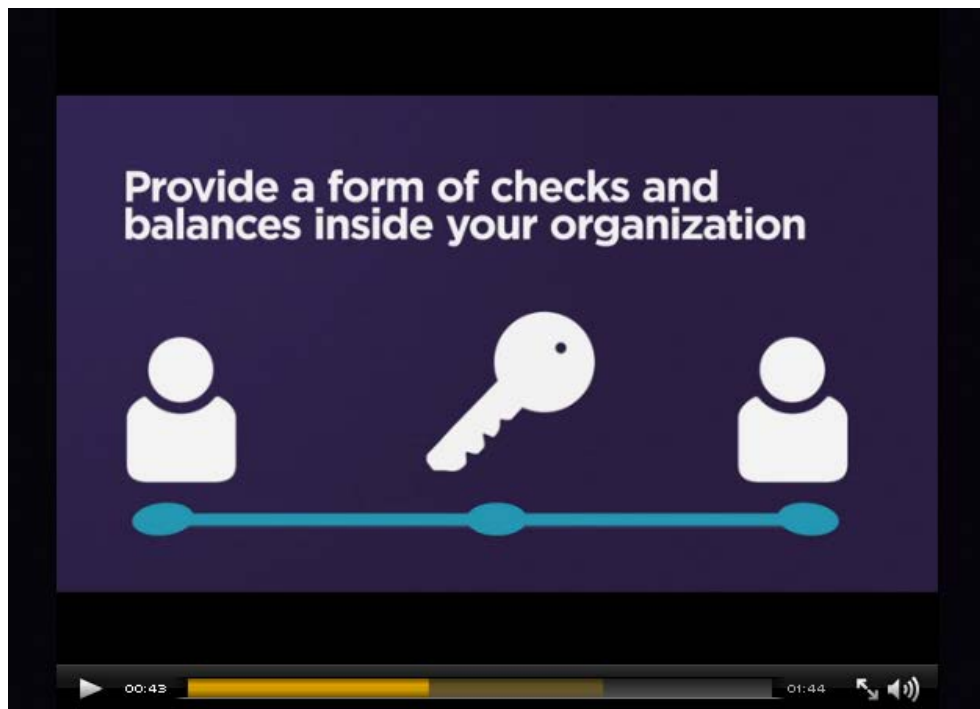 Provide a form of checks and
balances inside your organization
00:43
01:44